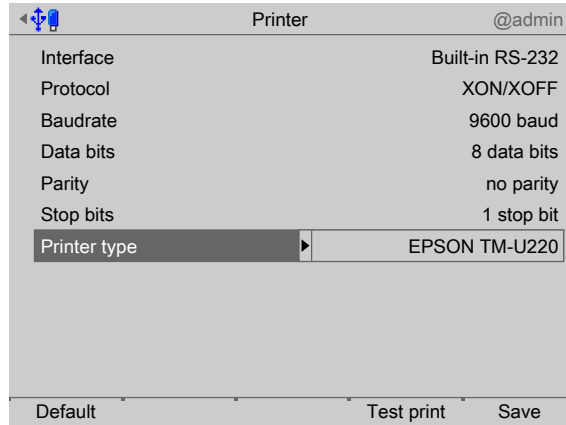 Printer @admin
Interface Built-in RS-232
Protocol XON/XOFF
Baudrate 9600 baud
Data bits 8 data bits
Parity no parity
Stop bits 1 stop bit
Printer type EPSON TM-U220
Default Test print Save